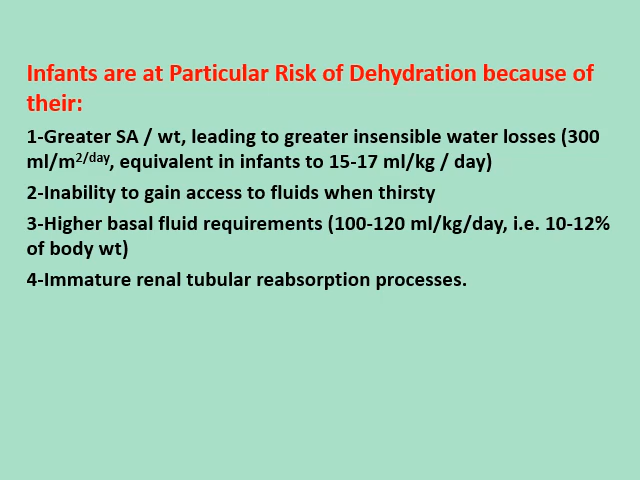 Infants are at Particular Risk of Dehydration because of
their:
1-Greater SA / wt, leading to greater insensible water losses (300
ml/m2/day, equivalent in infants to 15-17 ml/kg / day)
2-Inability to gain access to fluids when thirsty
3-Higher basal fluid requirements (100-120 ml/kg/day, i.e. 10-12%
of body wt)
4-Immature renal tubular reabsorption processes.